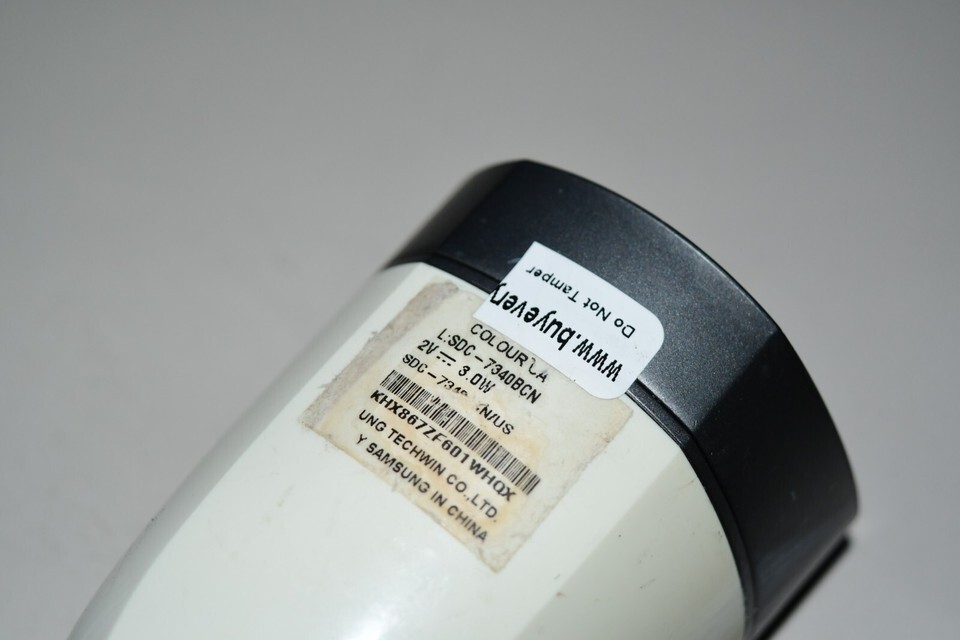 www.buyevery
Do Not Tamper
COLOUR CA
L:SDC-7340BCN
2V⎓ 3.0W
SDC-734 N/US
KHX867ZF601WHQX
UNG TECHWIN CO.,LTD.
Y SAMSUNG IN CHINA